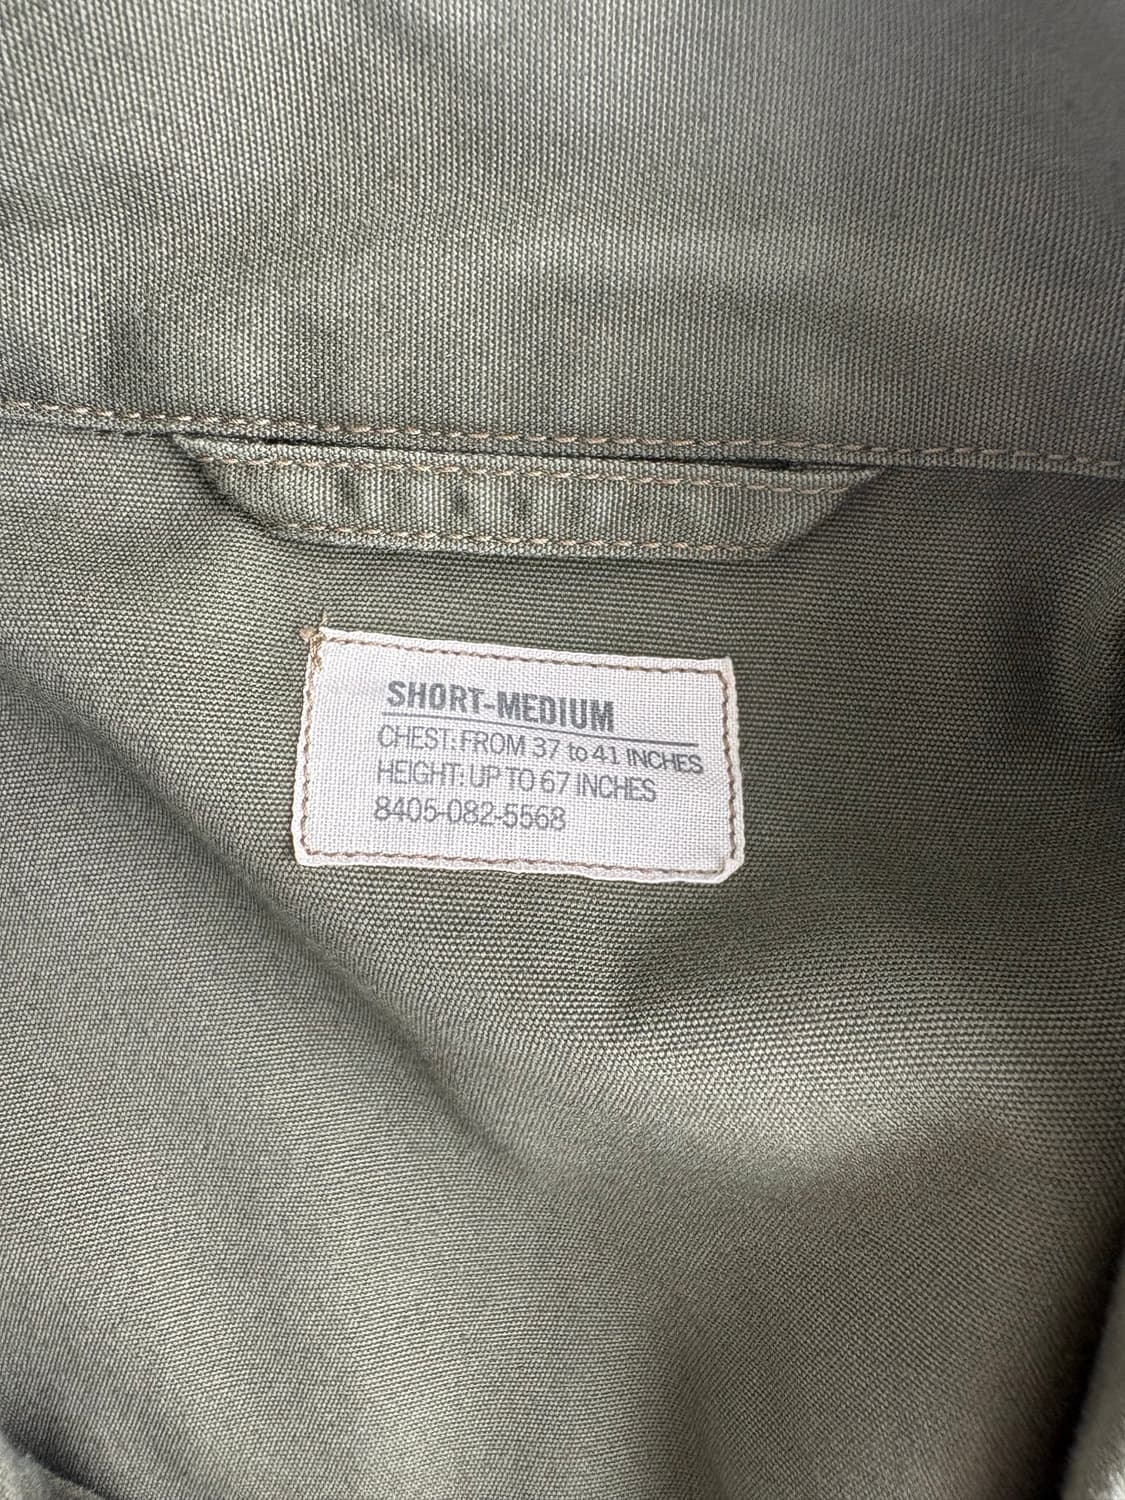 SHORT-MEDIUM
CHEST: FROM 37 to 41 INCHES
HEIGHT: UP TO 67 INCHES
8405-082-5568